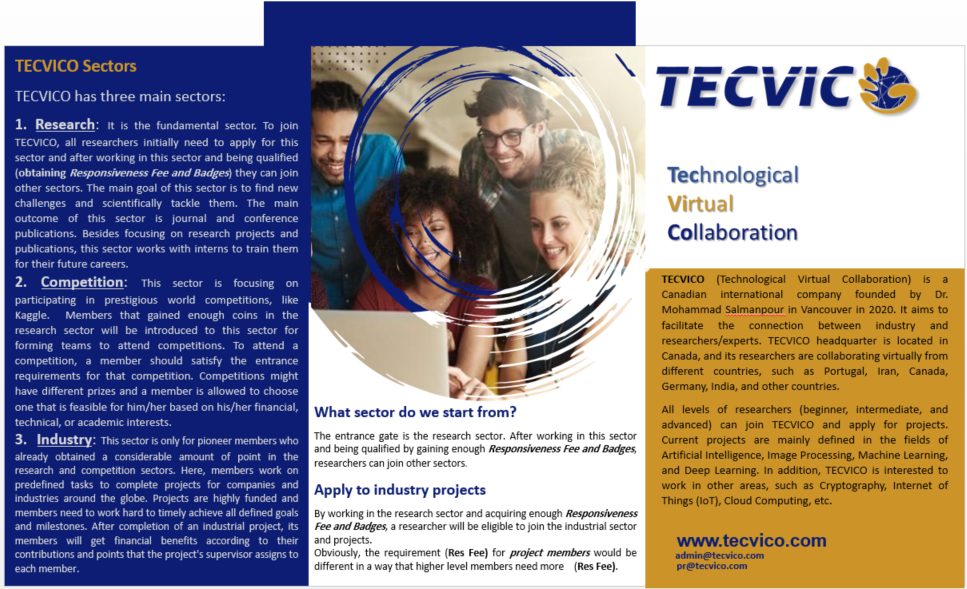 TECVICO Sectors
TECVICO has three main sectors:
1. Research: It is the fundamental sector. To join
TECVICO, all researchers initially need to apply for this
sector and after working in this sector and being qualified
(obtaining Responsiveness Fee and Badges) they can join
other sectors. The main goal of this sector is to find new
challenges and scientifically tackle them. The main
outcome of this sector is journal and conference
publications. Besides focusing on research projects and
publications, this sector works with interns to train them
for their future careers.
2. Competition: This sector is focusing on
participating in prestigious world competitions, like
Kaggle. Members that gained enough coins in the
research sector will be introduced to this sector for
forming teams to attend competitions. To attend a
competition, a member should satisfy the entrance
requirements for that competition. Competitions might
have different prizes and a member is allowed to choose
one that is feasible for him/her based on his/her financial,
technical, or academic interests.
3. Industry: This sector is only for pioneer members who
already obtained a considerable amount of point in the
research and competition sectors. Here, members work on
predefined tasks to complete projects for companies and
industries around the globe. Projects are highly funded and
members need to work hard to timely achieve all defined goals
and milestones. After completion of an industrial project, its
members will get financial benefits according to their
contributions and points that the project's supervisor assigns to
each member.
What sector do we start from?
The entrance gate is the research sector. After working in this sector
and being qualified by gaining enough Responsiveness Fee and Badges,
researchers can join other sectors.
Apply to industry projects
By working in the research sector and acquiring enough Responsiveness
Fee and Badges, a researcher will be eligible to join the industrial sector
and projects.
Obviously, the requirement (Res Fee) for project members would be
different in a way that higher level members need more (Res Fee).
TECVIC
Technological
Virtual
Collaboration
TECVICO (Technological Virtual Collaboration) is a
Canadian international company founded by Dr.
Mohammad Salmanpour in Vancouver in 2020. It aims to
facilitate the connection between industry and
researchers/experts. TECVICO headquarter is located in
Canada, and its researchers are collaborating virtually from
different countries, such as Portugal, Iran, Canada,
Germany, India, and other countries.
All levels of researchers (beginner, intermediate, and
advanced) can join TECVICO and apply for projects.
Current projects are mainly defined in the fields of
Artificial Intelligence, Image Processing, Machine Learning,
and Deep Learning. In addition, TECVICO is interested to
work in other areas, such as Cryptography, Internet of
Things (IoT), Cloud Computing, etc.
www.tecvico.com
admin@tecvico.com
pr@tecvico.com